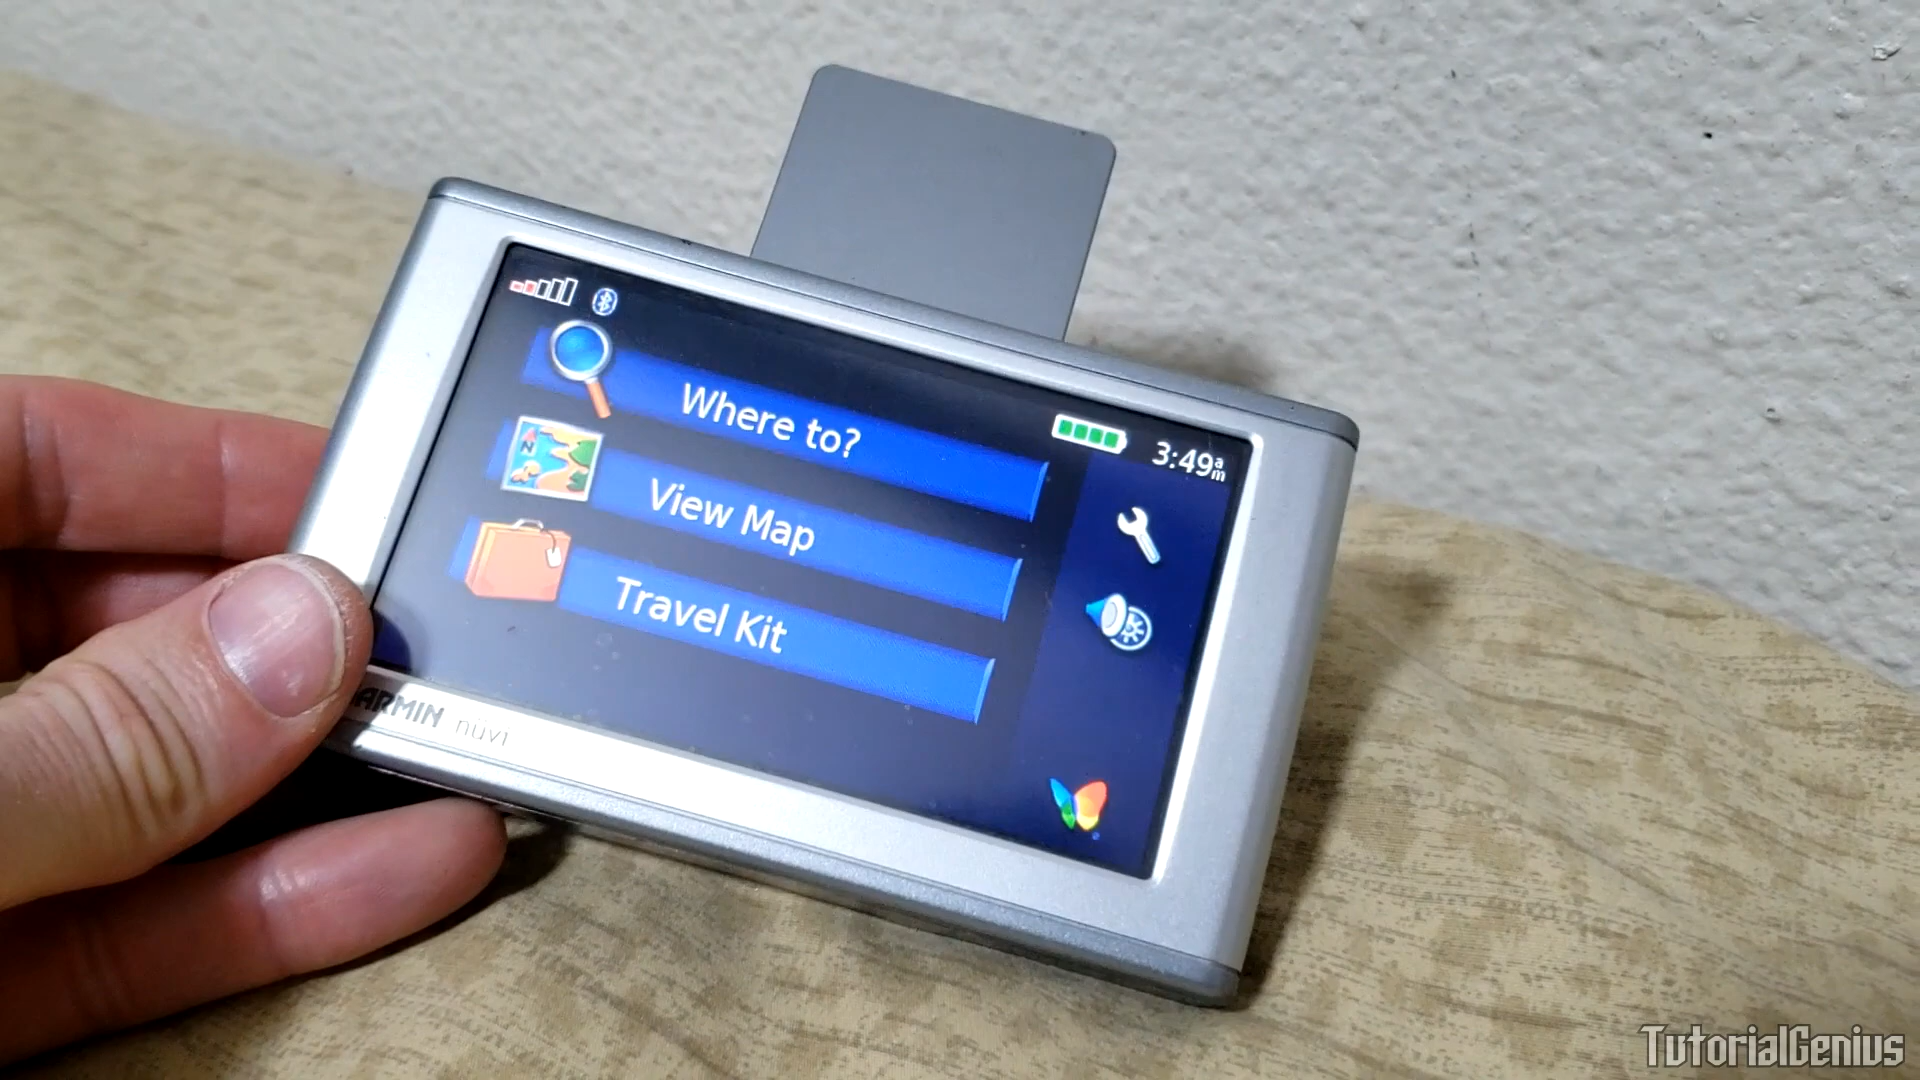 3:49am
Where to?
View Map
N
Travel Kit
ARMIN nüvi
TutorialGenius